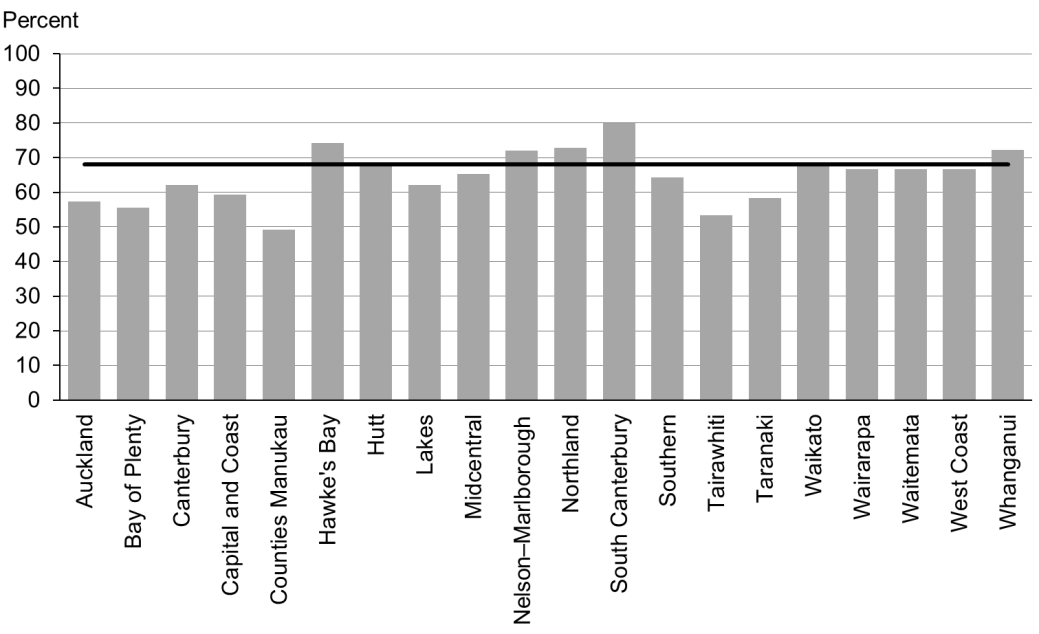 Percent
100
90
80
70
60
50
40
30
20
10
0
Auckland
Bay of Plenty
Canterbury
Capital and Coast
Counties Manukau
Hawke's Bay
Hutt
Lakes
Midcentral
Nelson–Marlborough
Northland
South Canterbury
Southern
Tairawhiti
Taranaki
Waikato
Wairarapa
Waitemata
West Coast
Whanganui